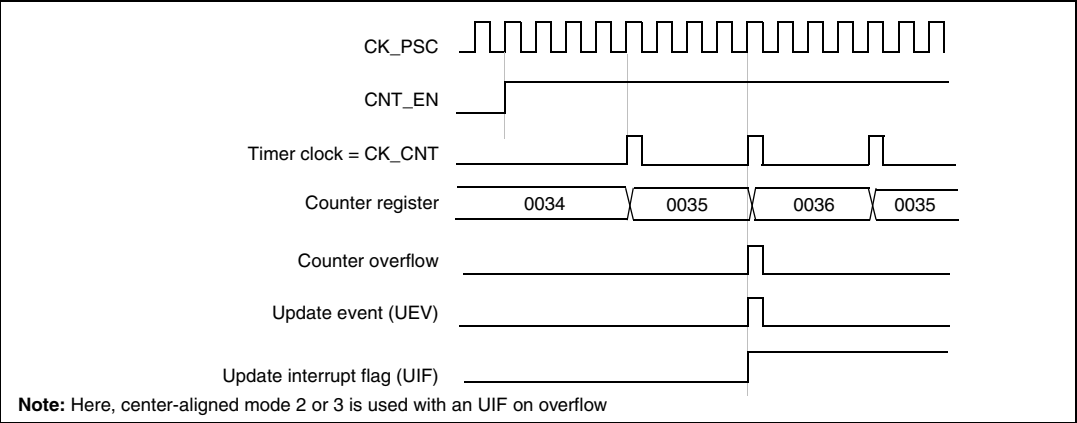 CK_PSC
CNT_EN
Timer clock = CK_CNT
Counter register
0034 0035 0036 0035
Counter overflow
Update event (UEV)
Update interrupt flag (UIF)
Note: Here, center-aligned mode 2 or 3 is used with an UIF on overflow